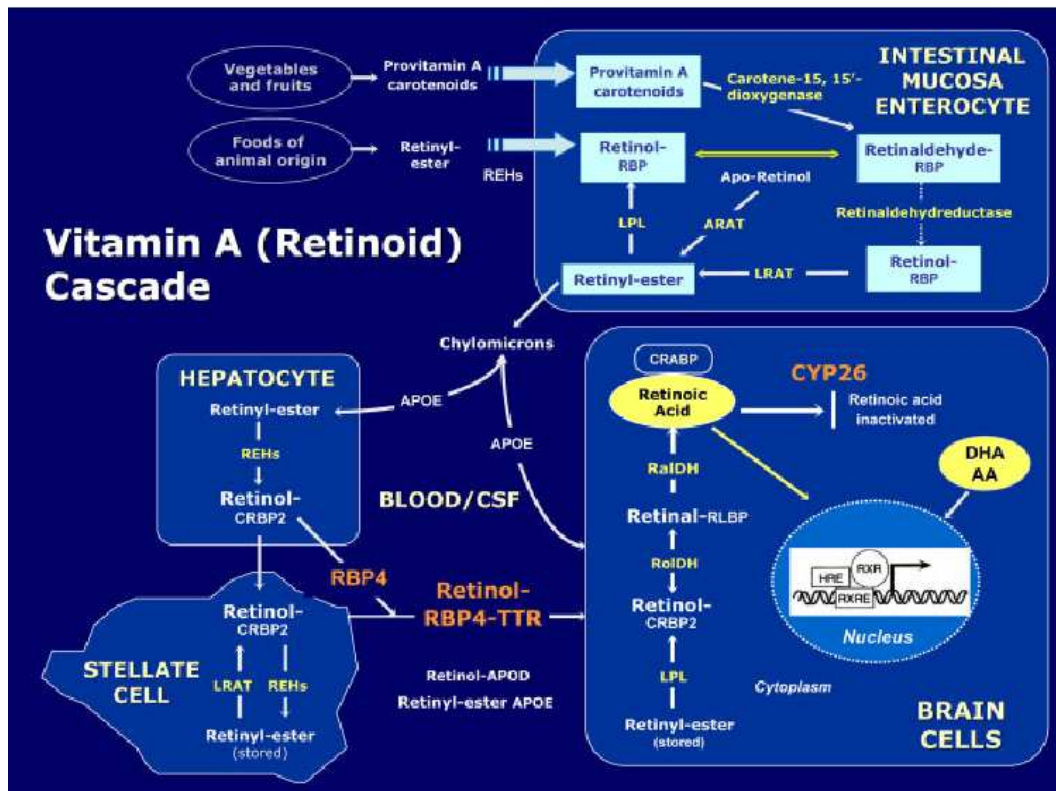 Vegetables
and fruits
Provitamin A
carotenoids
Provitamin A
carotenoids
Carotene-15, 15'-
dioxygenase
INTESTINAL
MUCOSA
ENTEROCYTE
Foods of
animal origin
Retinyl-
ester
REHs
Retinol-
RBP
Apo-Retinol
Retinaldehyde-
RBP
LPL
ARAT
Retinaldehydreductase
Vitamin A (Retinoid)
Cascade
Retinyl-ester
LRAT
Retinol-
RBP
Chylomicrons
HEPATOCYTE
APOE
Retinyl-ester
REHs
Retinol-
CRBP2
APOE
BLOOD/CSF
CRABP
Retinoic
Acid
CYP26
Retinoic acid
inactivated
RalDH
DHA
AA
Retinal-RLBP
RolDH
Retinol-
CRBP2
LPL
Retinyl-ester
(stored)
HRE
RXR
RXRE
Nucleus
Cytoplasm
BRAIN
CELLS
RBP4
Retinol-
RBP4-TTR
Retinol-APOD
Retinyl-ester APOE
Retinol-
CRBP2
STELLATE
CELL
LRAT
REHs
Retinyl-ester
(stored)